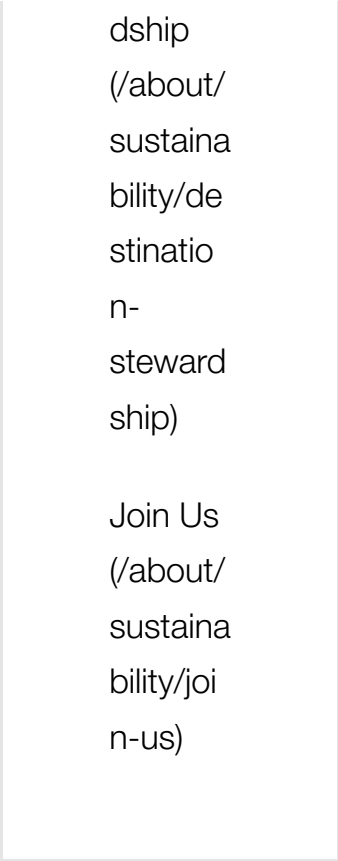 dship
(/about/
sustaina
bility/de
stinatio
n-
steward
ship)
Join Us
(/about/
sustaina
bility/joi
n-us)